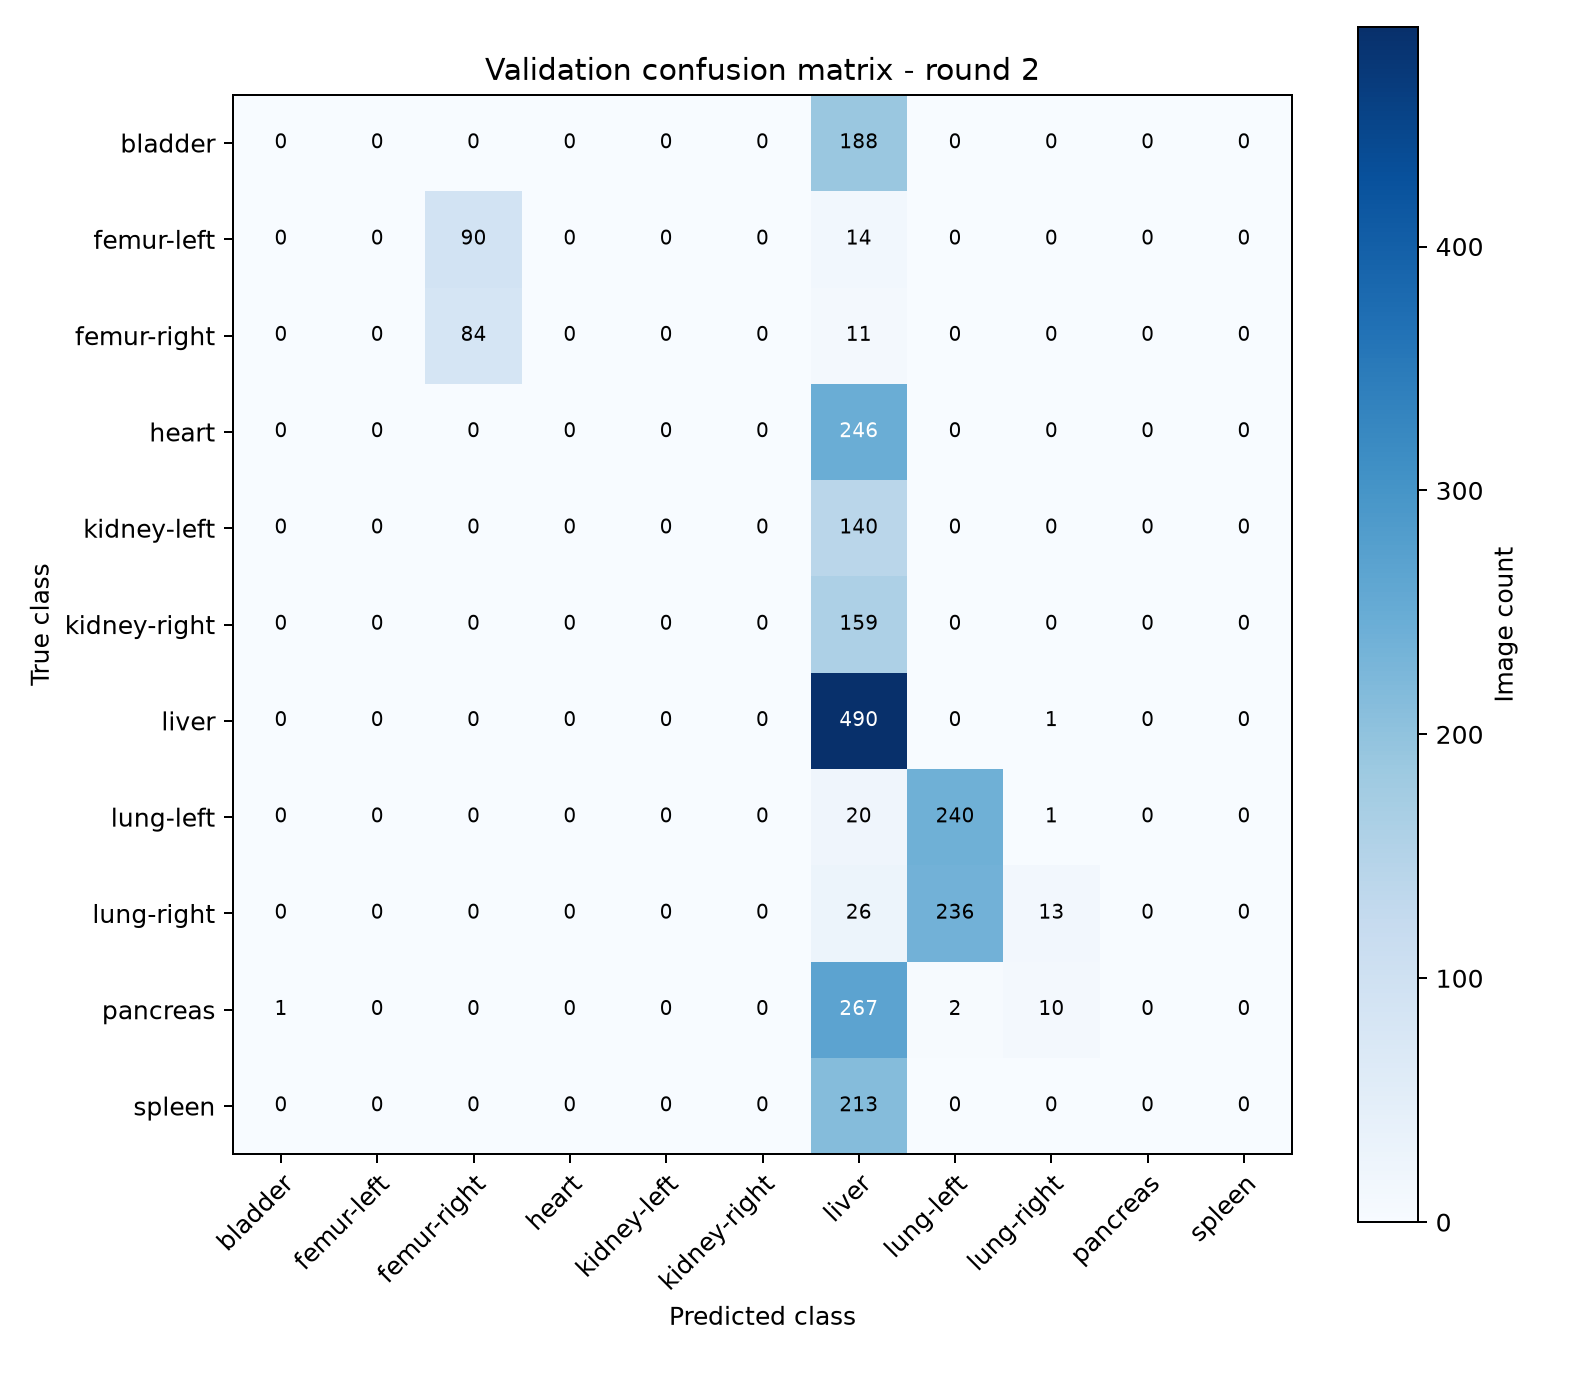 Validation confusion matrix - round 2
bladder 0 0 0 0 0 0 188 0 0 0 0
femur-left 0 0 90 0 0 0 14 0 0 0 0
femur-right 0 0 84 0 0 0 11 0 0 0 0
heart 0 0 0 0 0 0 246 0 0 0 0
kidney-left 0 0 0 0 0 0 140 0 0 0 0
kidney-right 0 0 0 0 0 0 159 0 0 0 0
liver 0 0 0 0 0 0 490 0 1 0 0
lung-left 0 0 0 0 0 0 20 240 1 0 0
lung-right 0 0 0 0 0 0 26 236 13 0 0
pancreas 1 0 0 0 0 0 267 2 10 0 0
spleen 0 0 0 0 0 0 213 0 0 0 0
bladder femur-left femur-right heart kidney-left kidney-right liver lung-left lung-right pancreas spleen
Predicted class
True class
400
300
200
100
0
Image count